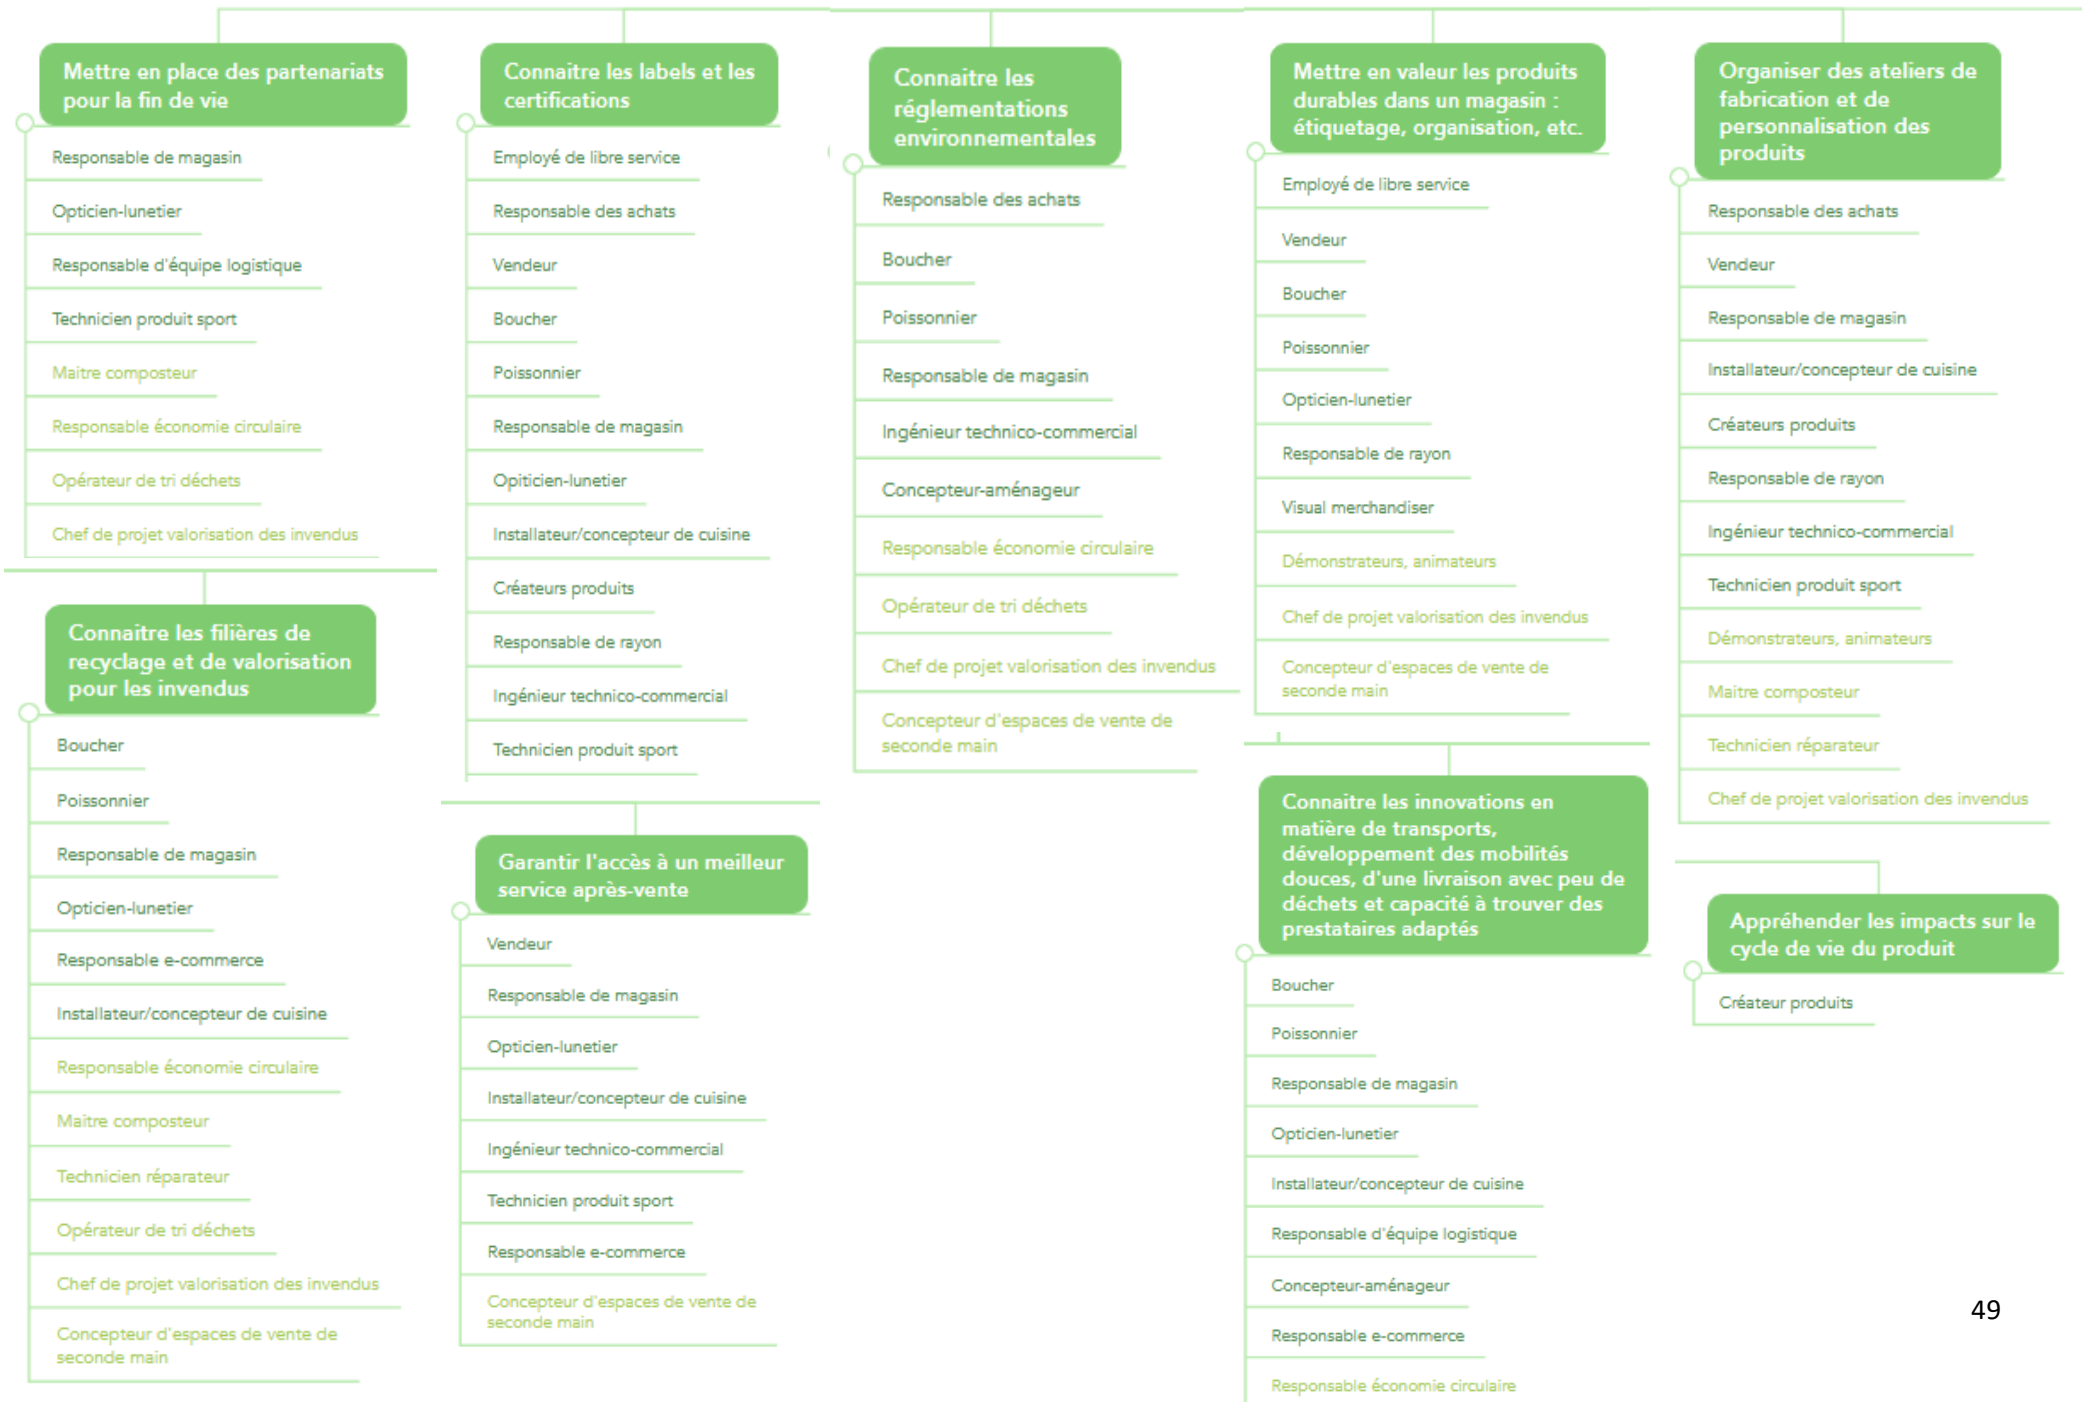 Mettre en place des partenariats
pour la fin de vie
Responsable de magasin
Opticien-lunetier
Responsable d'équipe logistique
Technicien produit sport
Maitre composteur
Responsable économie circulaire
Opérateur de tri déchets
Chef de projet valorisation des invendus
Connaitre les filières de
recyclage et de valorisation
pour les invendus
Boucher
Poissonnier
Responsable de magasin
Opticien-lunetier
Responsable e-commerce
Installateur/concepteur de cuisine
Responsable économie circulaire
Maitre composteur
Technicien réparateur
Opérateur de tri déchets
Chef de projet valorisation des invendus
Concepteur d'espaces de vente de
seconde main
Connaitre les labels et les
certifications
Employé de libre service
Responsable des achats
Vendeur
Boucher
Poissonnier
Responsable de magasin
Opiticien-lunetier
Installateur/concepteur de cuisine
Créateurs produits
Responsable de rayon
Ingénieur technico-commercial
Technicien produit sport
Garantir l'accès à un meilleur
service après-vente
Vendeur
Responsable de magasin
Opticien-lunetier
Installateur/concepteur de cuisine
Ingénieur technico-commercial
Technicien produit sport
Responsable e-commerce
Concepteur d'espaces de vente de
seconde main
Connaitre les
réglementations
environnementales
Responsable des achats
Boucher
Poissonnier
Responsable de magasin
Ingénieur technico-commercial
Concepteur-aménageur
Responsable économie circulaire
Opérateur de tri déchets
Chef de projet valorisation des invendus
Concepteur d'espaces de vente de
seconde main
Mettre en valeur les produits
durables dans un magasin :
étiquetage, organisation, etc.
Employé de libre service
Vendeur
Boucher
Poissonnier
Opticien-lunetier
Responsable de rayon
Visual merchandiser
Démonstrateurs, animateurs
Chef de projet valorisation des invendus
Concepteur d'espaces de vente de
seconde main
Connaitre les innovations en
matière de transports,
développement des mobilités
douces, d'une livraison avec peu de
déchets et capacité à trouver des
prestataires adaptés
Boucher
Poissonnier
Responsable de magasin
Opticien-lunetier
Installateur/concepteur de cuisine
Responsable d'équipe logistique
Concepteur-aménageur
Responsable e-commerce
Responsable économie circulaire
Organiser des ateliers de
fabrication et de
personnalisation des
produits
Responsable des achats
Vendeur
Responsable de magasin
Installateur/concepteur de cuisine
Créateurs produits
Responsable de rayon
Ingénieur technico-commercial
Technicien produit sport
Démonstrateurs, animateurs
Maitre composteur
Technicien réparateur
Chef de projet valorisation des invendus
Appréhender les impacts sur le
cycle de vie du produit
Créateur produits
49